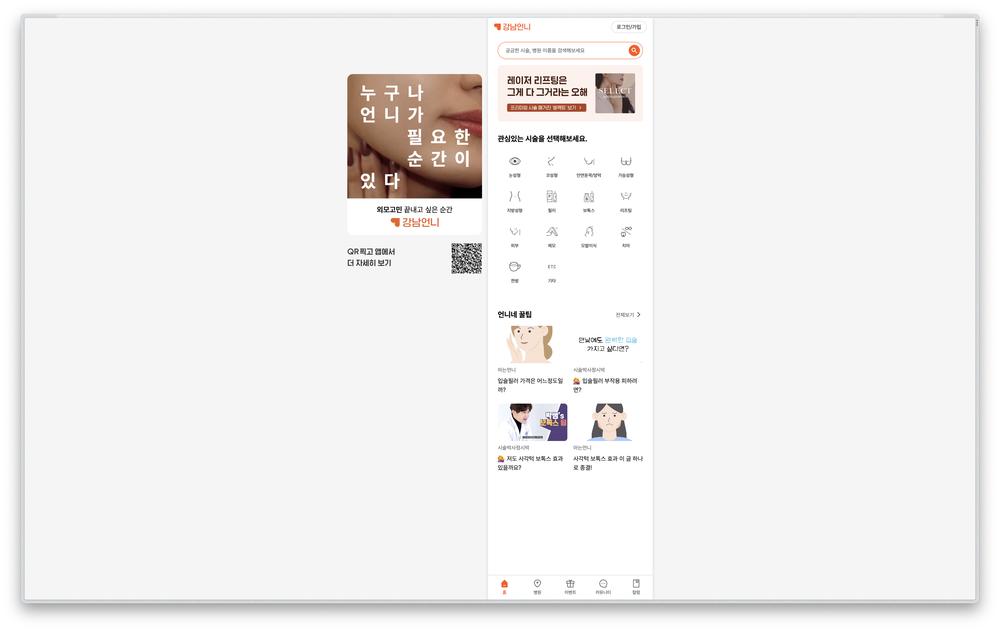 누구나
언니가
필요한
순간이
있다
외모고민 끝내고 싶은 순간
강남언니
QR찍고 앱에서
더 자세히 보기
강남언니
로그인/가입
궁금한 시술, 병원 이름을 검색해보세요
레이저 리프팅은
그게 다 그거라는 오해
프리미엄 시술 매거진 '셀렉트' 보기
SELECT
by GangnamUnni
관심있는 시술을 선택해보세요.
눈성형
코성형
안면윤곽/양악
가슴성형
F
B
지방성형
필러
보톡스
리프팅
피부
제모
모발이식
치아
ETC
한방
기타
언니네 꿀팁
전체보기
민낯에도 완벽한 입술
가지고 싶다면?
아는언니
입술필러 가격은 어느정도일
까?
시술박사정시박
💁‍♀️ 입술필러 부작용 피하려
면?
박쌤's
보톡스 팁
시술박사정시박
💁‍♀️ 저도 사각턱 보톡스 효과
있을까요?
아는언니
사각턱 보톡스 효과 이 글 하나
로 종결!
홈
병원
이벤트
커뮤니티
칼럼